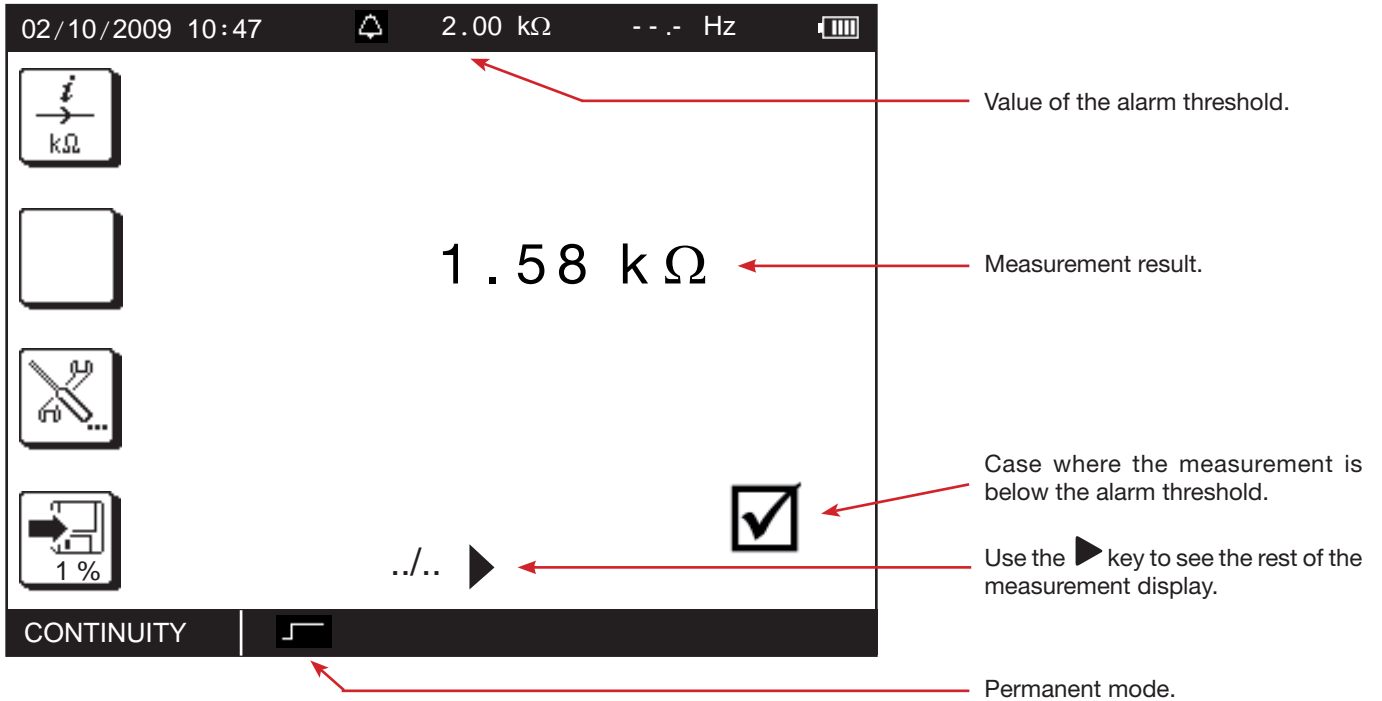 02/10/2009 10:47 2.00 kΩ - -.- Hz
Value of the alarm threshold.
i
kΩ
1.58 kΩ
Measurement result.
...
Case where the measurement is
below the alarm threshold.
1 %
../..
Use the ▶ key to see the rest of the
measurement display.
CONTINUITY
Permanent mode.